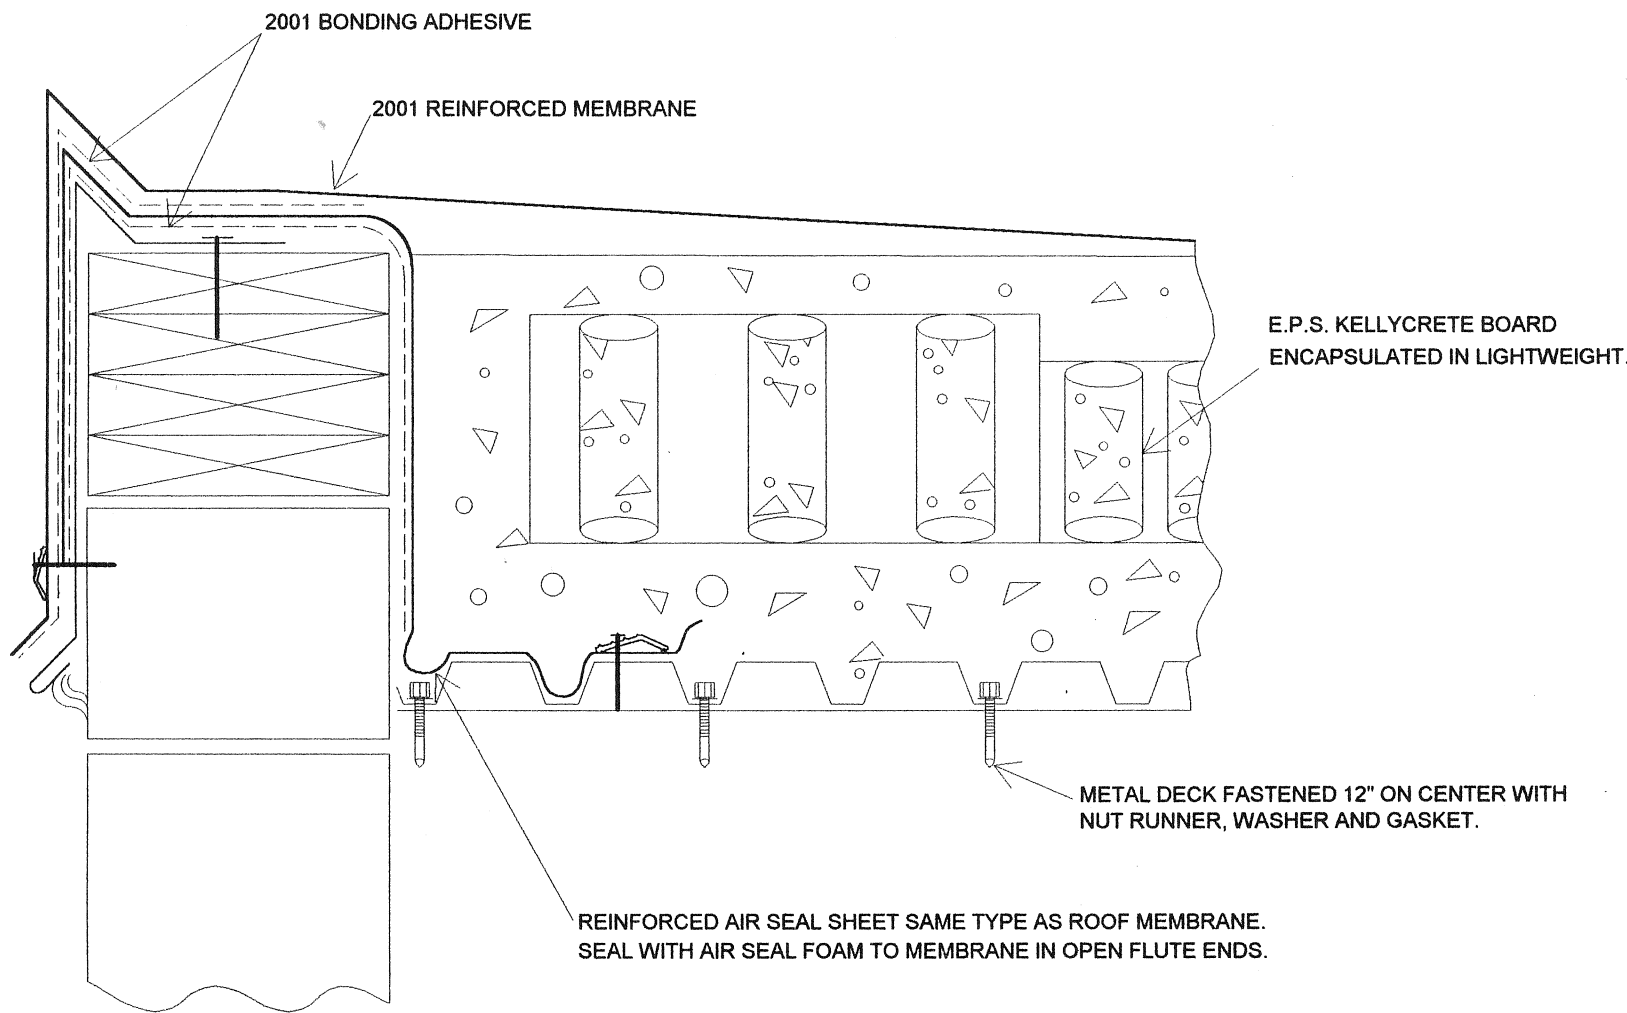 2001 BONDING ADHESIVE
2001 REINFORCED MEMBRANE
E.P.S. KELLYCRETE BOARD
ENCAPSULATED IN LIGHTWEIGHT.
METAL DECK FASTENED 12" ON CENTER WITH
NUT RUNNER, WASHER AND GASKET.
REINFORCED AIR SEAL SHEET SAME TYPE AS ROOF MEMBRANE.
SEAL WITH AIR SEAL FOAM TO MEMBRANE IN OPEN FLUTE ENDS.